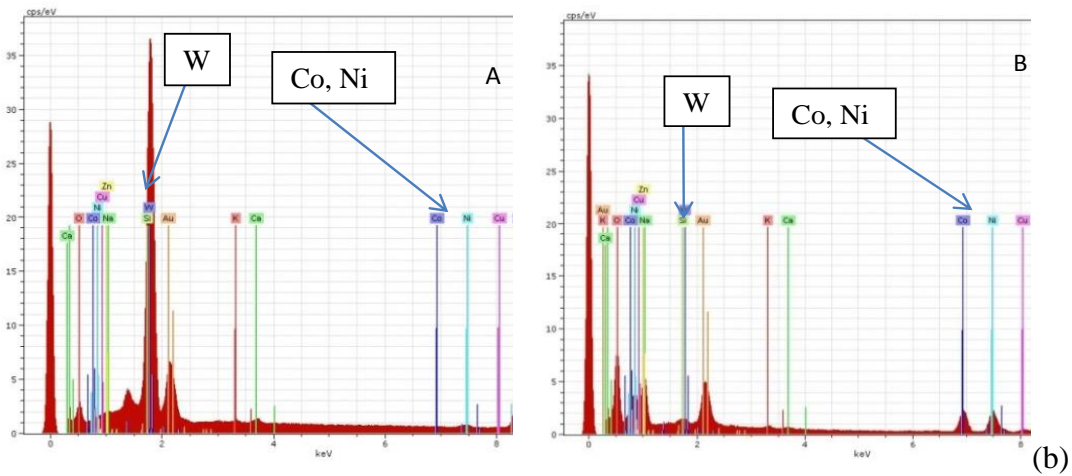 cps/eV
W
Co, Ni
A
35
30
25
20
15
10
5
0
Zn
Cu
Ni
O Co Na
Ca
W
Si
Au
K Ca
Co Ni Cu
0 2 4 6 8
keV
cps/eV
B
W
Co, Ni
35
30
25
20
15
10
5
0
Zn
Cu
Au Ni
K O Co Na
Ca
Si
Au
K Ca
Co Ni Cu
0 2 4 6 8
keV
(b)